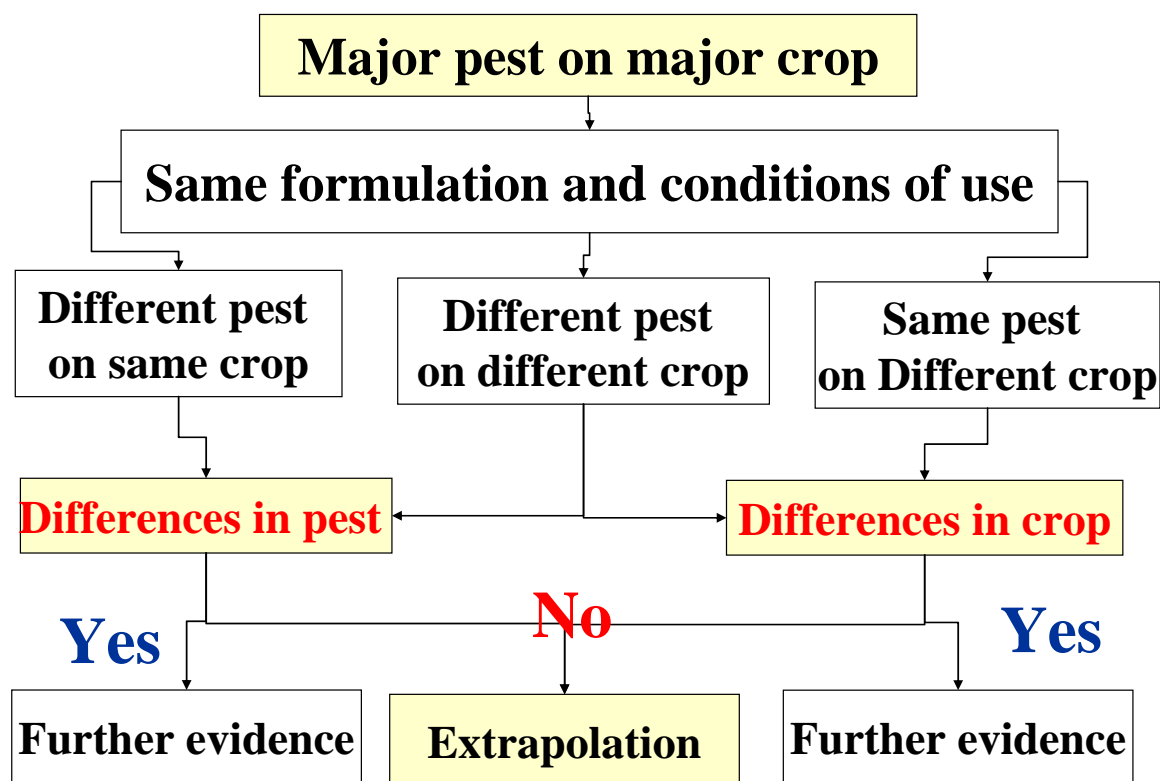 Major pest on major crop
Same formulation and conditions of use
Different pest
on same crop
Different pest
on different crop
Same pest
on Different crop
Differences in pest
Differences in crop
Yes
No
Yes
Further evidence
Extrapolation
Further evidence